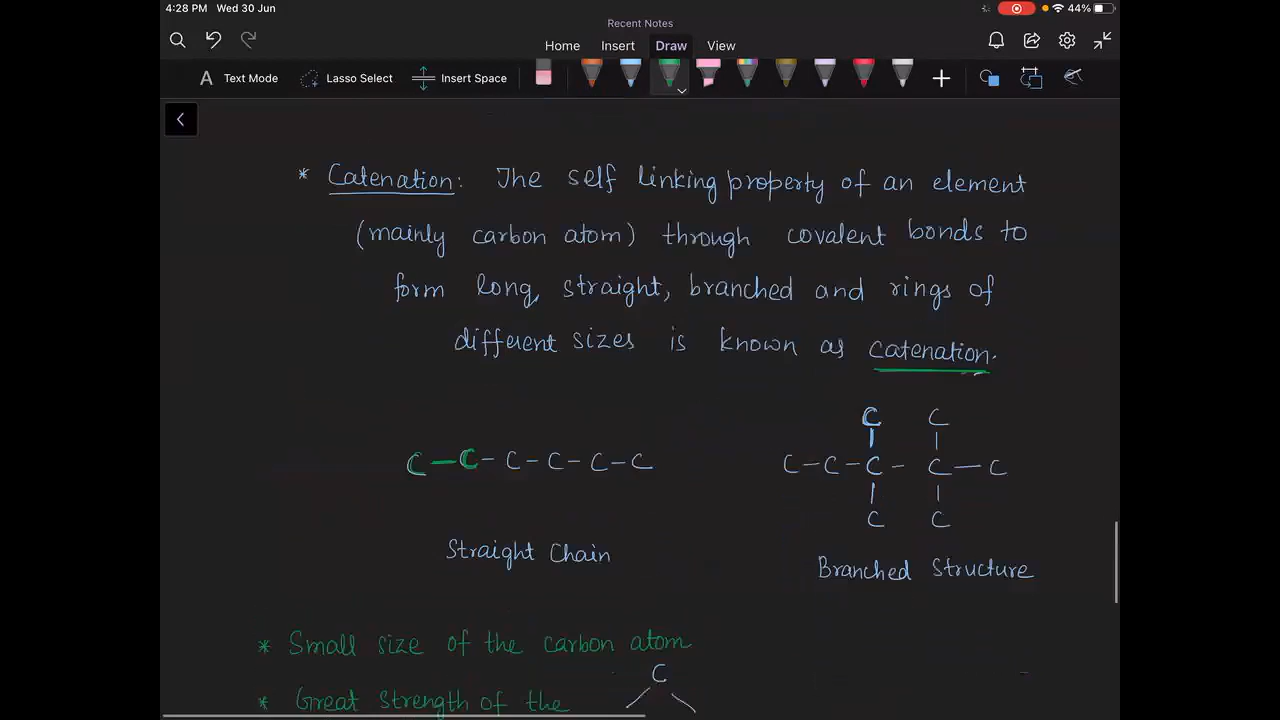 4:28 PM Wed 30 Jun
44%
Recent Notes
Home Insert Draw View
A Text Mode Lasso Select Insert Space
* Catenation: The self linking property of an element
(mainly carbon atom) through covalent bonds to
form long, straight, branched and rings of
different sizes is known as catenation.
C C
C-C-C-C-C-C C-C-C-C-C
C C
Straight Chain
Branched Structure
* Small size of the carbon atom
C
* Great strength of the